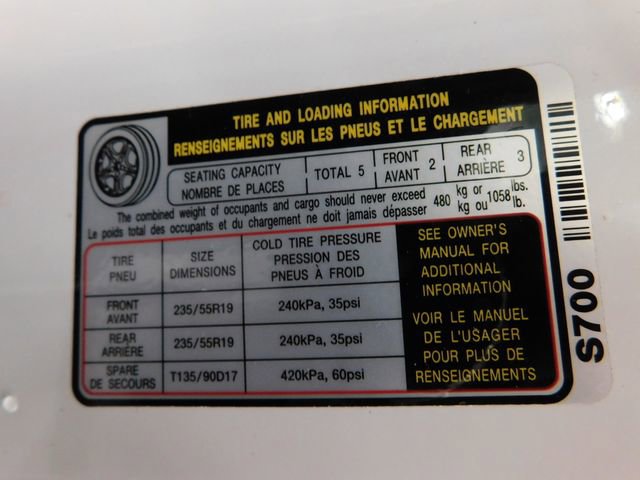 TIRE AND LOADING INFORMATION
RENSEIGNEMENTS SUR LES PNEUS ET LE CHARGEMENT
SEATING CAPACITY
NOMBRE DE PLACES
TOTAL 5
FRONT
AVANT 2
REAR
ARRIÈRE 3
The combined weight of occupants and cargo should never exceed 480 kg or 1058 lbs.
Le poids total des occupants et du chargement ne doit jamais dépasser kg ou lb.
TIRE
PNEU
SIZE
DIMENSIONS
COLD TIRE PRESSURE
PRESSION DES
PNEUS À FROID
FRONT
AVANT
235/55R19
240kPa, 35psi
REAR
ARRIÈRE
235/55R19
240kPa, 35psi
SPARE
DE SECOURS
T135/90D17
420kPa, 60psi
SEE OWNER'S
MANUAL FOR
ADDITIONAL
INFORMATION
VOIR LE MANUEL
DE L'USAGER
POUR PLUS DE
RENSEIGNEMENTS
S700